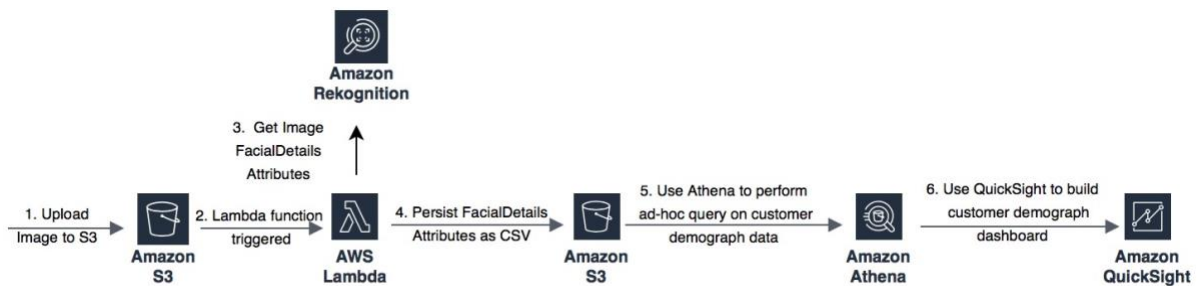 Amazon
Rekognition
3. Get Image
FacialDetails
Attributes
1. Upload
Image to S3
Amazon
S3
2. Lambda function
triggered
AWS
Lambda
4. Persist FacialDetails
Attributes as CSV
Amazon
S3
5. Use Athena to perform
ad-hoc query on customer
demograph data
Amazon
Athena
6. Use QuickSight to build
customer demograph
dashboard
Amazon
QuickSight